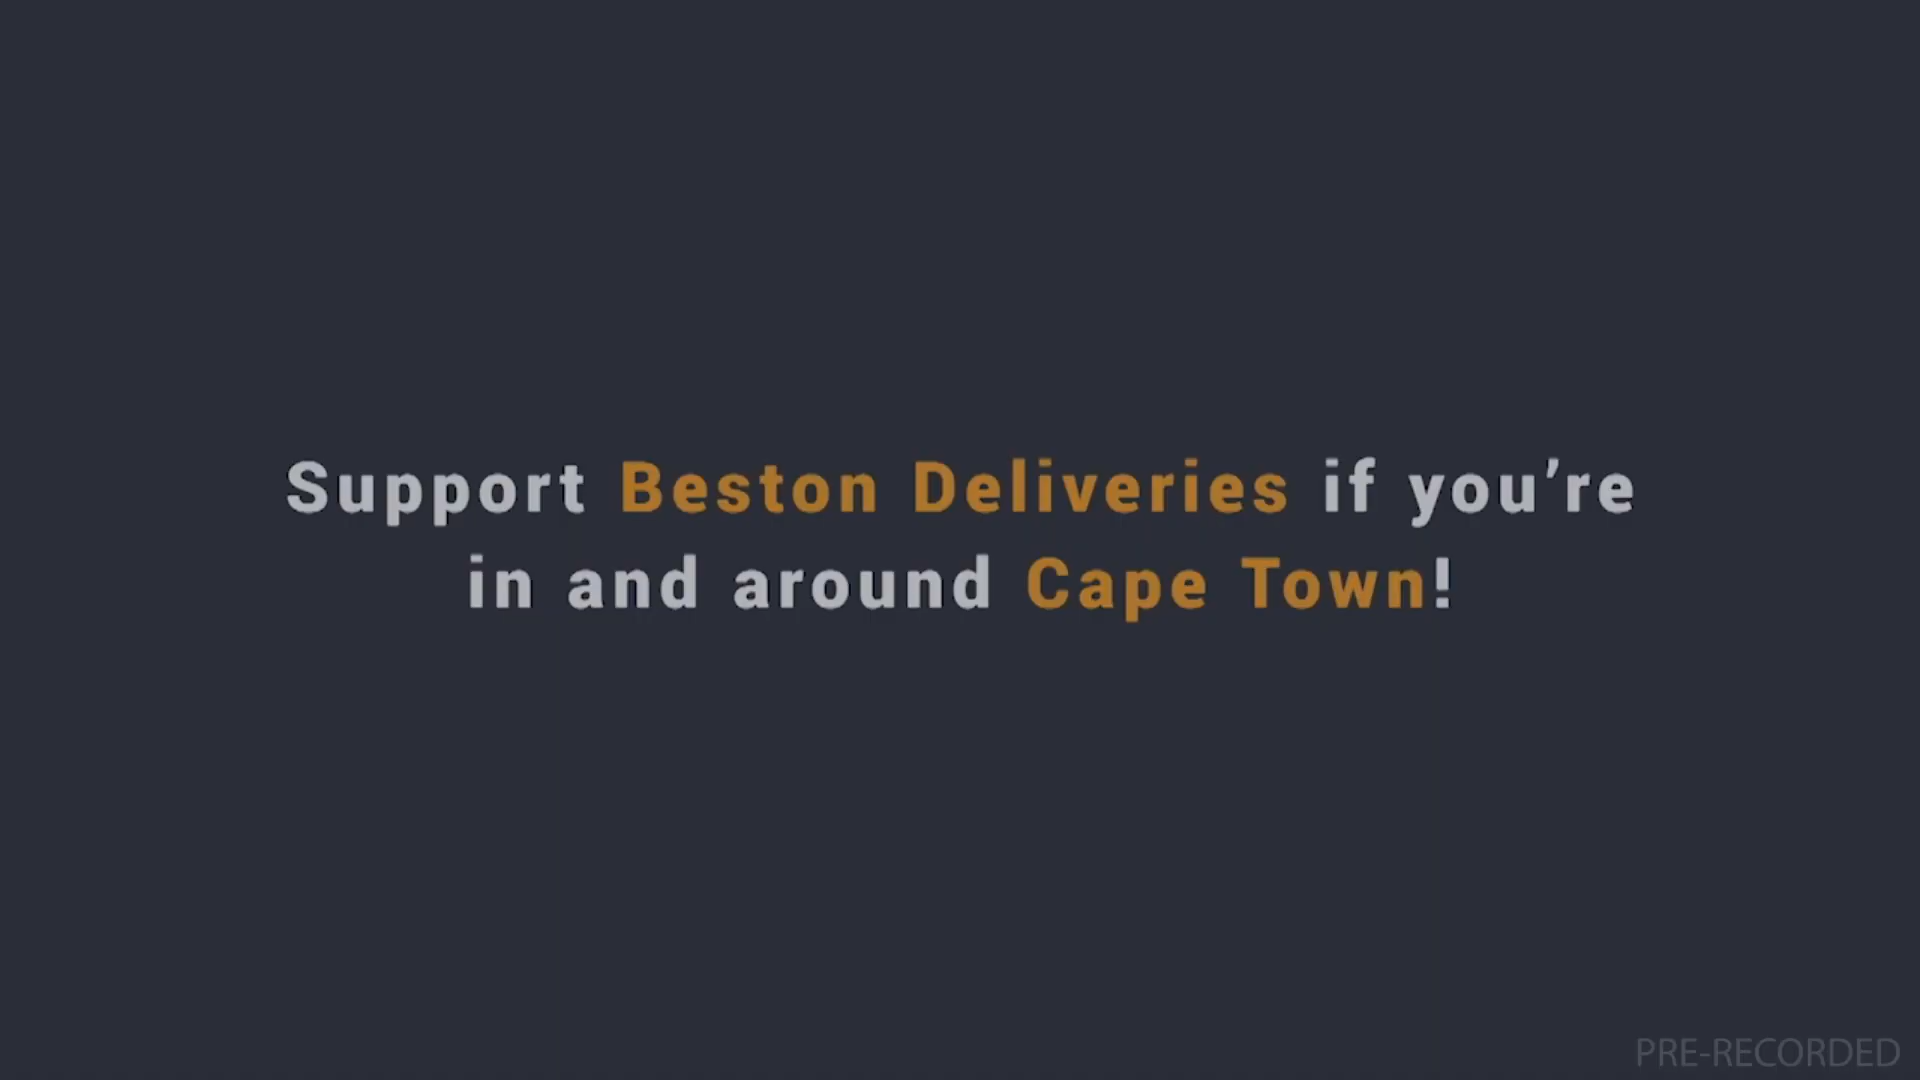 Support Beston Deliveries if you’re
in and around Cape Town!
PRE-RECORDED